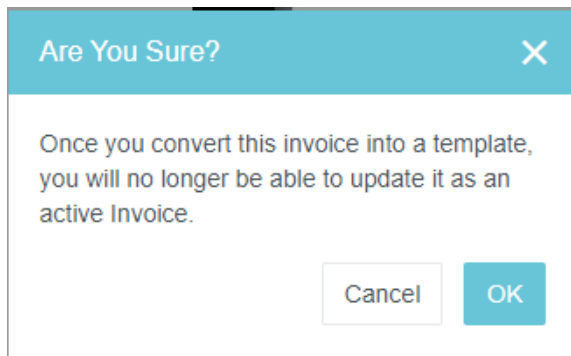 Are You Sure?
Once you convert this invoice into a template,
you will no longer be able to update it as an
active Invoice.
Cancel
OK